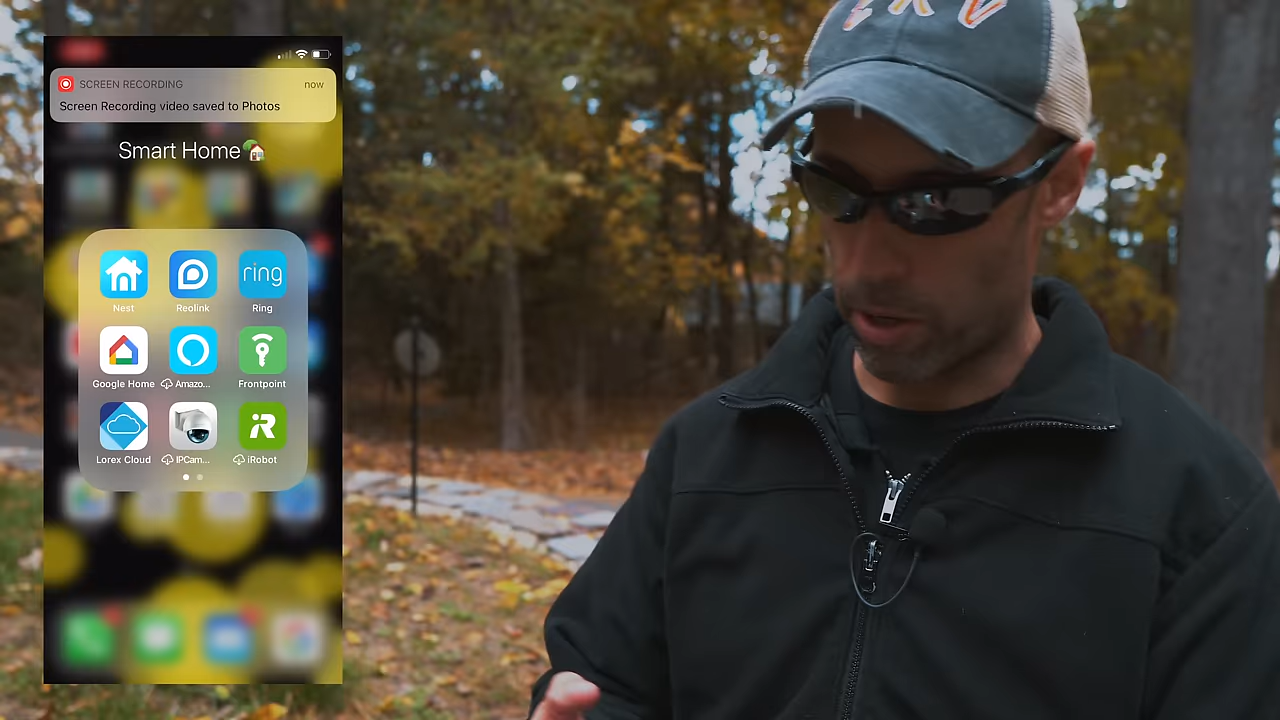 SCREEN RECORDING now
Screen Recording video saved to Photos
Smart Home
ring
Nest Reolink Ring
Google Home Amazo... Frontpoint
Lorex Cloud IPCam... iRobot